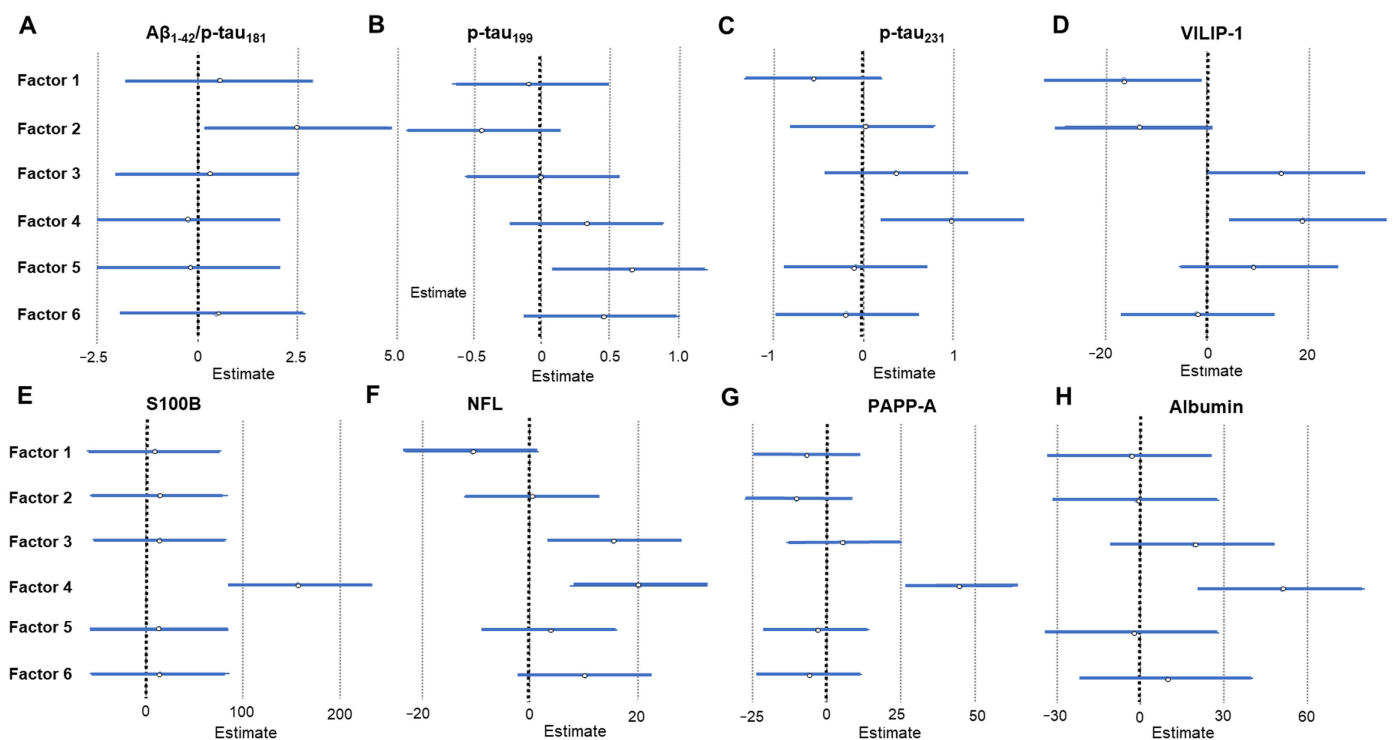 A Aβ1-42/p-tau181 B p-tau199 C p-tau231 D VILIP-1
Factor 1
Factor 2
Factor 3
Factor 4
Factor 5
Estimate
Factor 6
−2.5 0 2.5 5.0 −0.5 0 0.5 1.0 −1 0 1 −20 0 20
Estimate Estimate Estimate Estimate
E S100B F NFL G PAPP-A H Albumin
Factor 1
Factor 2
Factor 3
Factor 4
Factor 5
Factor 6
0 100 200 −20 0 20 −25 0 25 50 −30 0 30 60
Estimate Estimate Estimate Estimate